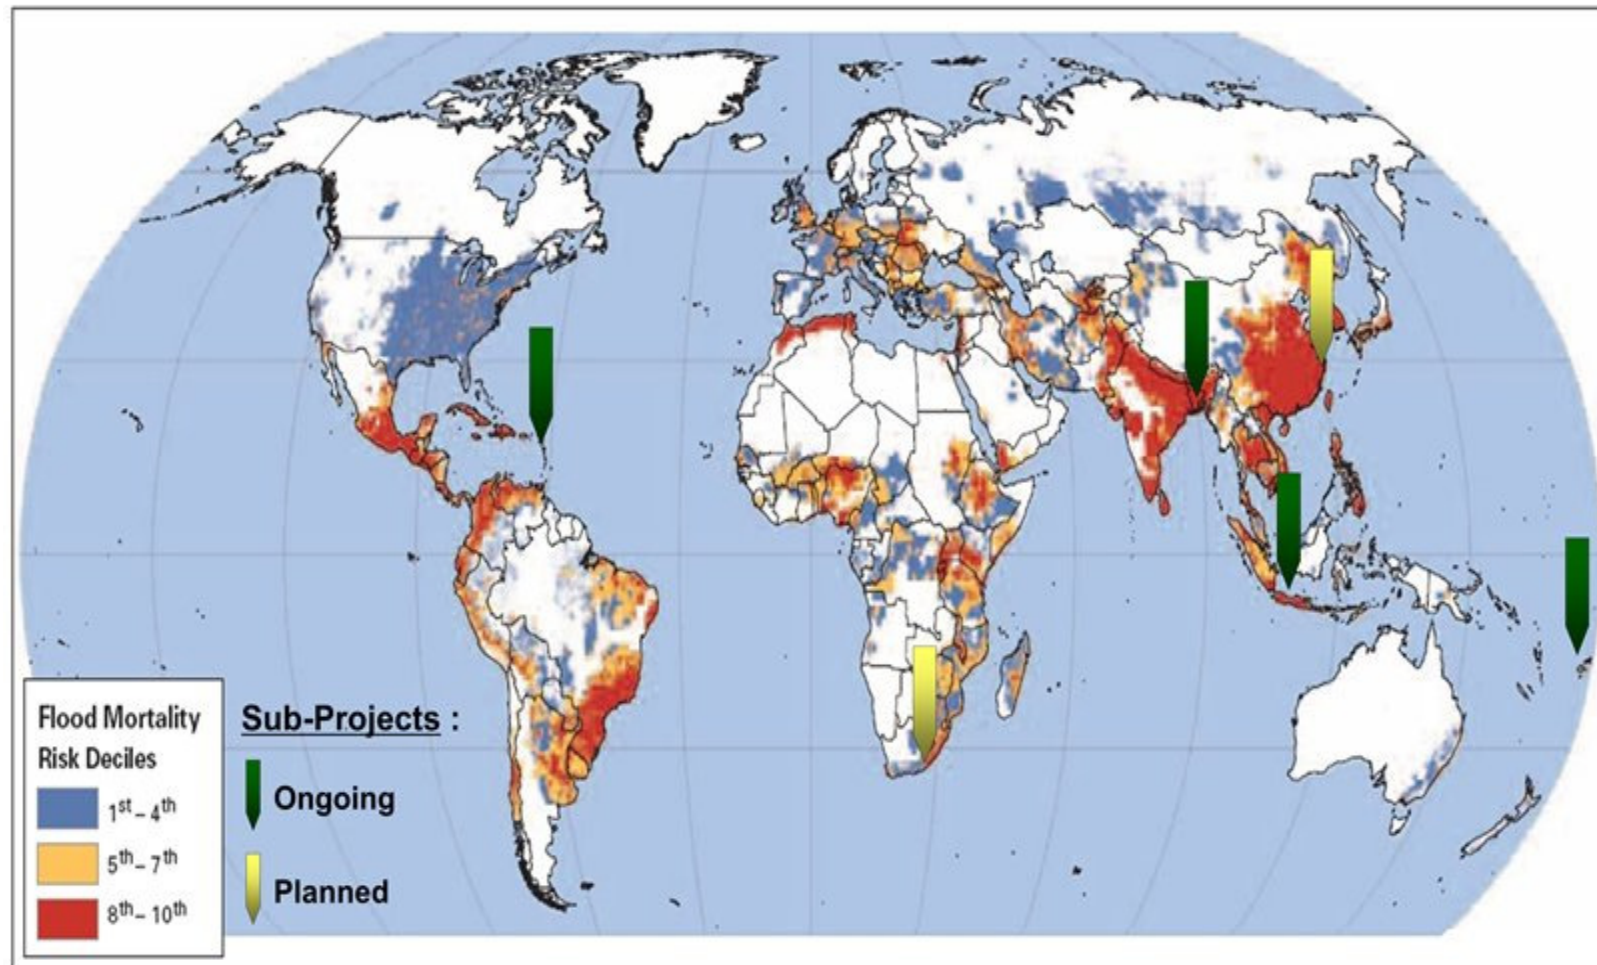 Flood Mortality
Risk Deciles
1st – 4th
5th – 7th
8th – 10th
Sub-Projects :
Ongoing
Planned